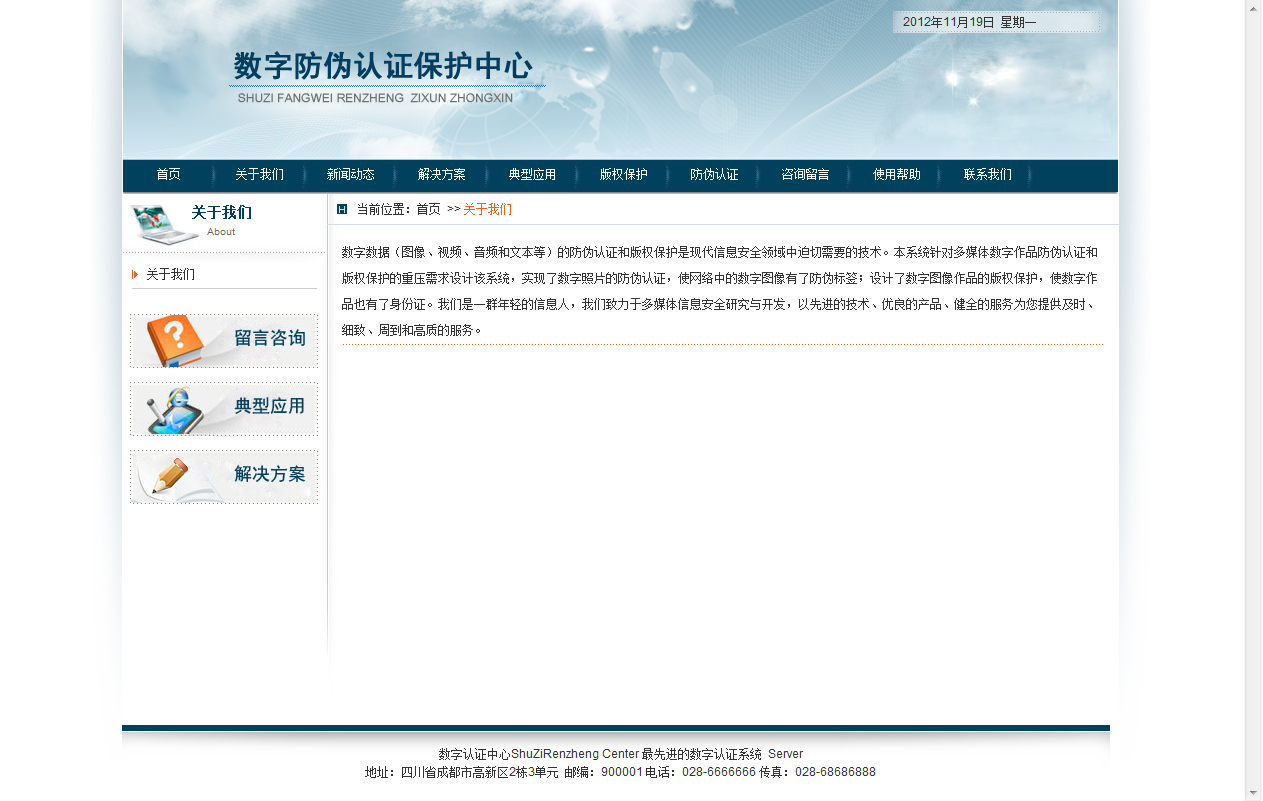 2012年11月19日 星期一
数字防伪认证保护中心
SHUZI FANGWEI RENZHENG ZIXUN ZHONGXIN
首页 关于我们 新闻动态 解决方案 典型应用 版权保护 防伪认证 咨询留言 使用帮助 联系我们
关于我们
About
关于我们
留言咨询
典型应用
解决方案
当前位置：首页 >> 关于我们
数字数据（图像、视频、音频和文本等）的防伪认证和版权保护是现代信息安全领域中迫切需要的技术。本系统针对多媒体数字作品防伪认证和
版权保护的重压需求设计该系统，实现了数字照片的防伪认证，使网络中的数字图像有了防伪标签；设计了数字图像作品的版权保护，使数字作
品也有了身份证。我们是一群年轻的信息人，我们致力于多媒体信息安全研究与开发，以先进的技术、优良的产品、健全的服务为您提供及时、
细致、周到和高质的服务。
数字认证中心ShuZiRenzheng Center 最先进的数字认证系统 Server
地址：四川省成都市高新区2栋3单元 邮编：900001 电话：028-6666666 传真：028-68686888